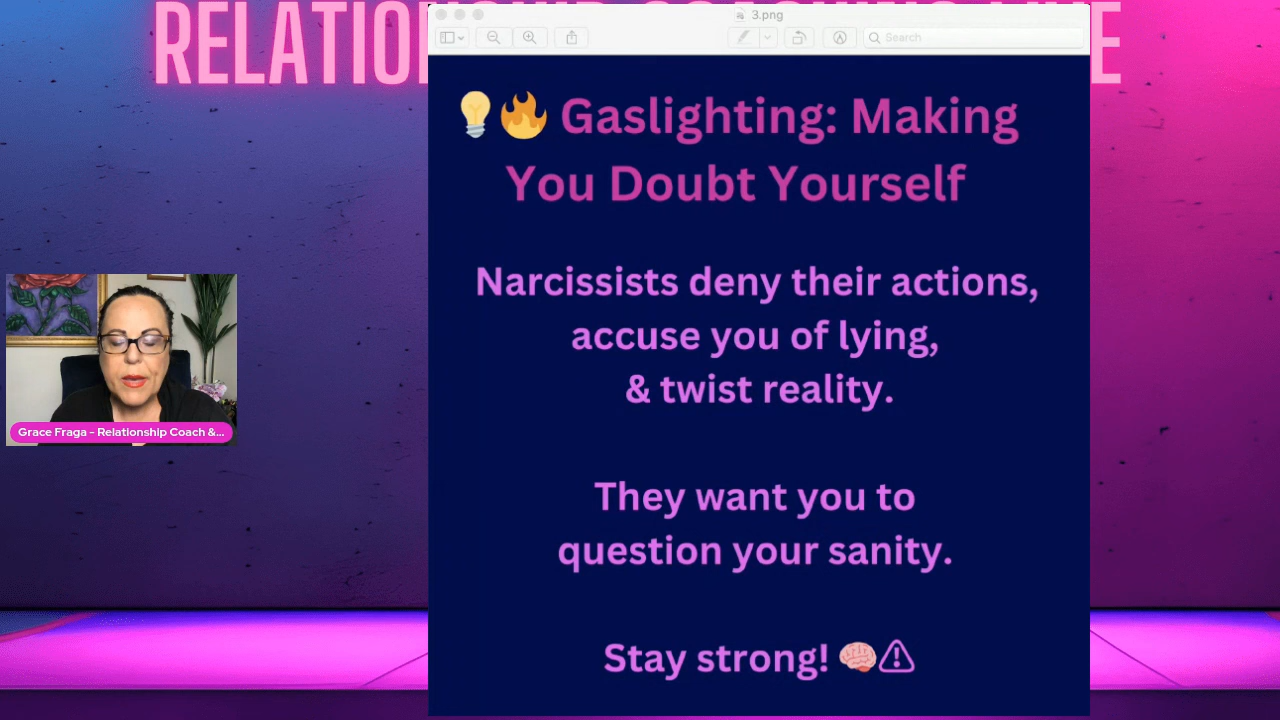 RELATIO
E
3.png
Search
Gaslighting: Making
You Doubt Yourself
Narcissists deny their actions,
accuse you of lying,
& twist reality.
They want you to
question your sanity.
Stay strong!
Grace Fraga - Relationship Coach &...